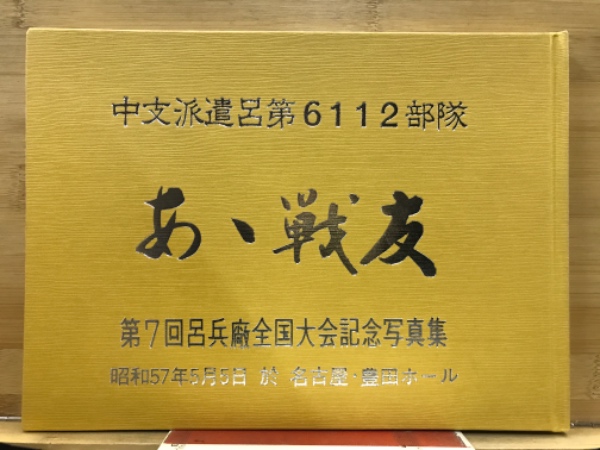 中支派遣呂第6112部隊
あゝ戦友
第7回呂兵廠全国大会記念写真集
昭和57年5月5日 於 名古屋・豊田ホール